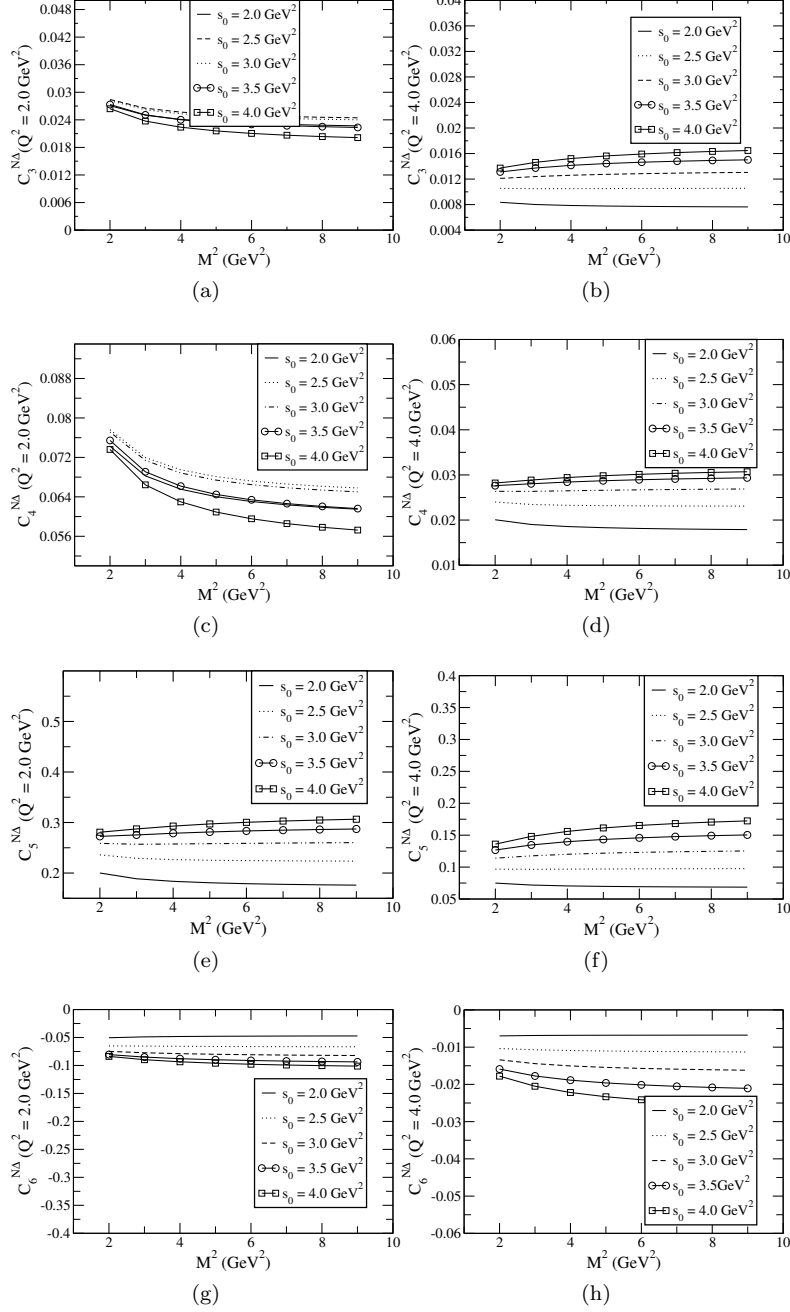 0.048
0.042
0.036
0.03
0.024
0.018
0.012
0.006
0
C₃^NΔ(Q² = 2.0 GeV²)
s₀ = 2.0 GeV²
s₀ = 2.5 GeV²
s₀ = 3.0 GeV²
s₀ = 3.5 GeV²
s₀ = 4.0 GeV²
2 4 6 8 10
M² (GeV²)
(a)
0.04
0.036
0.032
0.028
0.024
0.02
0.016
0.012
0.008
0.004
C₃^NΔ(Q² = 4.0 GeV²)
s₀ = 2.0 GeV²
s₀ = 2.5 GeV²
s₀ = 3.0 GeV²
s₀ = 3.5 GeV²
s₀ = 4.0 GeV²
2 4 6 8 10
M² (GeV²)
(b)
0.088
0.08
0.072
0.064
0.056
C₄^NΔ(Q² = 2.0 GeV²)
s₀ = 2.0 GeV²
s₀ = 2.5 GeV²
s₀ = 3.0 GeV²
s₀ = 3.5 GeV²
s₀ = 4.0 GeV²
0 2 4 6 8 10
M² (GeV²)
(c)
0.06
0.05
0.04
0.03
0.02
0.01
C₄^NΔ (Q² = 4.0 GeV²)
s₀ = 2.0 GeV²
s₀ = 2.5 GeV²
s₀ = 3.0 GeV²
s₀ = 3.5 GeV²
s₀ = 4.0 GeV²
2 4 6 8 10
M² (GeV²)
(d)
0.5
0.4
0.3
0.2
C₅^NΔ (Q² = 2.0 GeV²)
s₀ = 2.0 GeV²
s₀ = 2.5 GeV²
s₀ = 3.0 GeV²
s₀ = 3.5 GeV²
s₀ = 4.0 GeV²
2 4 6 8 10
M² (GeV²)
(e)
0.4
0.35
0.3
0.25
0.2
0.15
0.1
0.05
C₅^NΔ (Q² = 4.0 GeV²)
s₀ = 2.0 GeV²
s₀ = 2.5 GeV²
s₀ = 3.0 GeV²
s₀ = 3.5 GeV²
s₀ = 4.0 GeV²
2 4 6 8 10
M² (GeV²)
(f)
0
-0.05
-0.1
-0.15
-0.2
-0.25
-0.3
-0.35
-0.4
C₆^NΔ(Q² = 2.0 GeV²)
s₀ = 2.0 GeV²
s₀ = 2.5 GeV²
s₀ = 3.0 GeV²
s₀ = 3.5 GeV²
s₀ = 4.0 GeV²
2 4 6 8 10
M² (GeV²)
(g)
0
-0.01
-0.02
-0.03
-0.04
-0.05
-0.06
C₆^NΔ (Q² = 4.0 GeV²)
s₀ = 2.0 GeV²
s₀ = 2.5 GeV²
s₀ = 3.0 GeV²
s₀ = 3.5GeV²
s₀ = 4.0 GeV²
2 4 6 8 10
M² (GeV²)
(h)